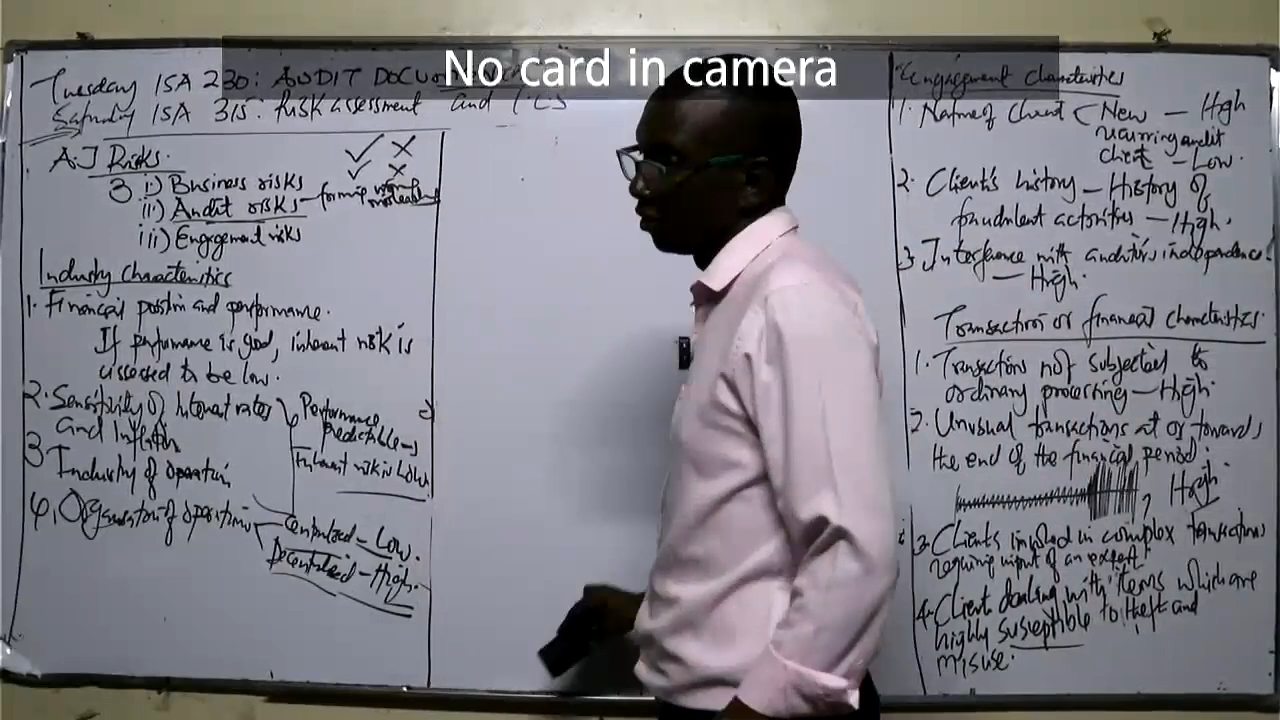 No card in camera
Tuesday ISA 230: AUDIT
Saturday ISA 315: Risk Assessment and
A.J Risks.
3 i) Business risks
ii) Audit risks - forming
iii) Engagement risks
Industry characteristics
1. Financial position and performance.
If performance is good, inherent risk is
assessed to be low.
2. Sensitivity of Interest rates
and Inflation
Performance
Predictable
Inherent risk is Low.
3 Industry of operation
4. Organisation of operations
Centralised - Low.
Decentralised - High.
Engagement characteristics
1. Nature of client New - High
recurring audit
client - Low.
2. Client's history - History of
fraudulent activities - High.
3. Interference with auditor's independence.
- High.
Transaction or financial characteristics.
1. Transactions not subjected to
ordinary processing - High.
2. Unusual transactions at or towards
the end of the financial period.
High
3. Clients involved in complex transactions
requiring input of an expert.
4. Client dealing with items which are
highly susceptible to theft and
misuse.